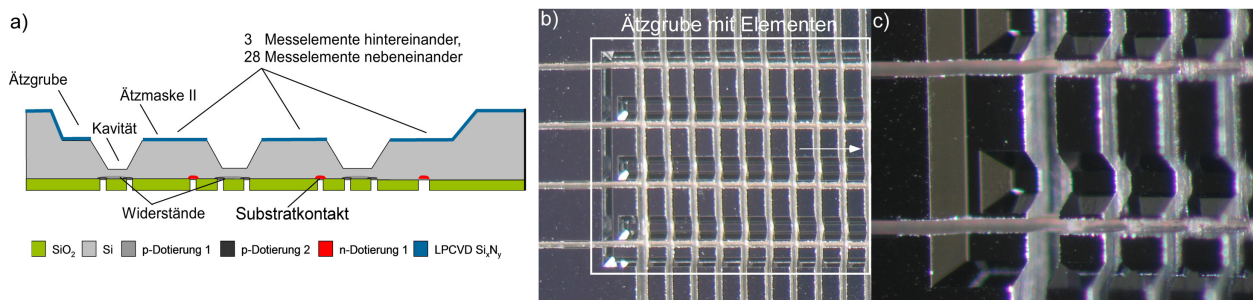 a)
3 Messelemente hintereinander,
28 Messelemente nebeneinander
Ätzgrube
Ätzmaske II
Kavität
Widerstände
Substratkontakt
SiO2
Si
p-Dotierung 1
p-Dotierung 2
n-Dotierung 1
LPCVD SixNy
b)
Ätzgrube mit Elementen
c)